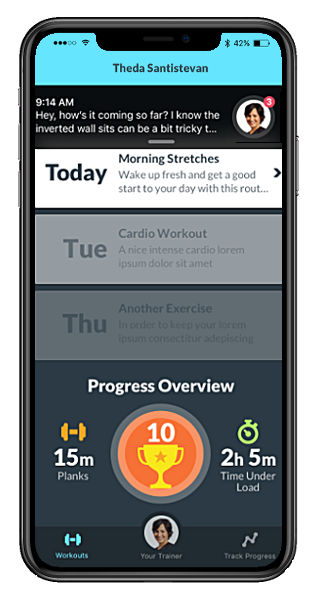 42%
Theda Santistevan
9:14 AM
3
Hey, how's it coming so far? I know the
inverted wall sits can be a bit tricky t...
Today
Morning Stretches
Wake up fresh and get a good
start to your day with this rout...
Tue
Cardio Workout
A nice intense cardio lorem
ipsum dolor sit amet
Thu
Another Exercise
In order to keep your lorem
ipsum consectitur adepiscing
Progress Overview
15m
Planks
10
2h 5m
Time Under
Load
Workouts
Your Trainer
Track Progress